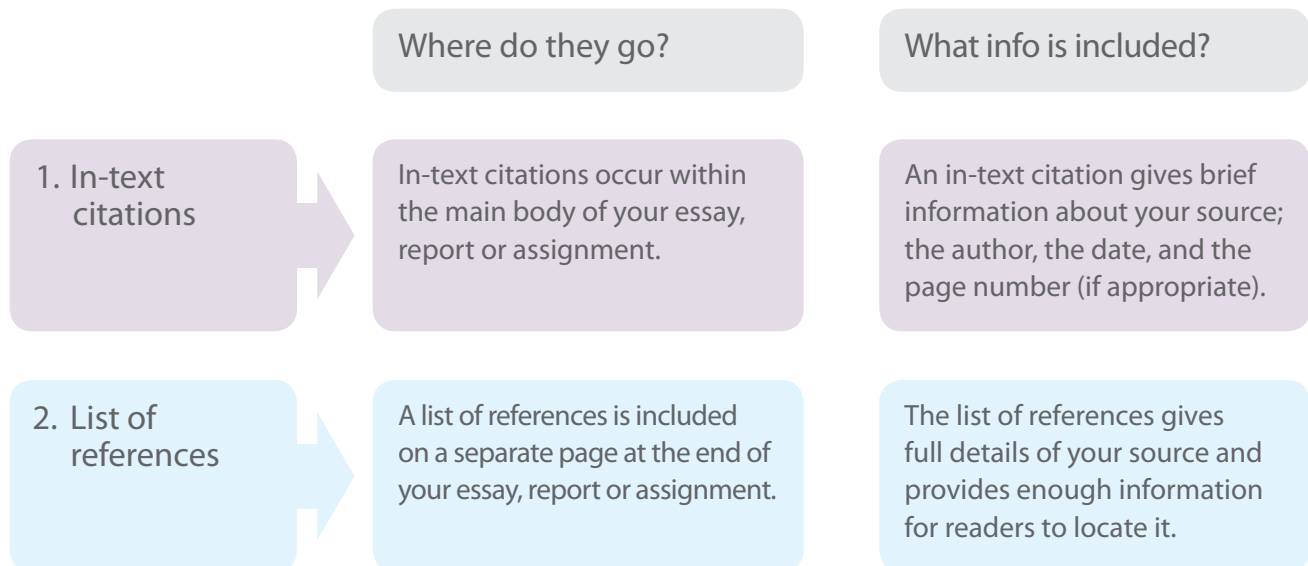 Where do they go?
What info is included?
1. In-text
citations
In-text citations occur within
the main body of your essay,
report or assignment.
An in-text citation gives brief
information about your source;
the author, the date, and the
page number (if appropriate).
2. List of
references
A list of references is included
on a separate page at the end of
your essay, report or assignment.
The list of references gives
full details of your source and
provides enough information
for readers to locate it.